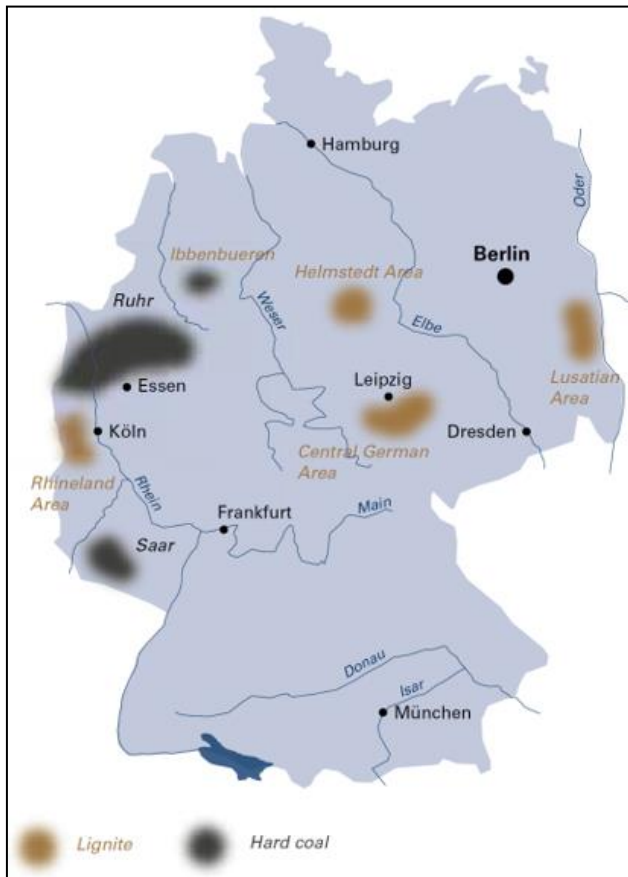 Hamburg
Oder
Berlin
Ibbenbueren
Helmstedt Area
Ruhr
Weser
Elbe
Essen
Leipzig
Lusatian
Area
Köln
Dresden
Central German
Area
Rhineland
Area
Rhein
Frankfurt
Main
Saar
Donau
Isar
München
Lignite
Hard coal